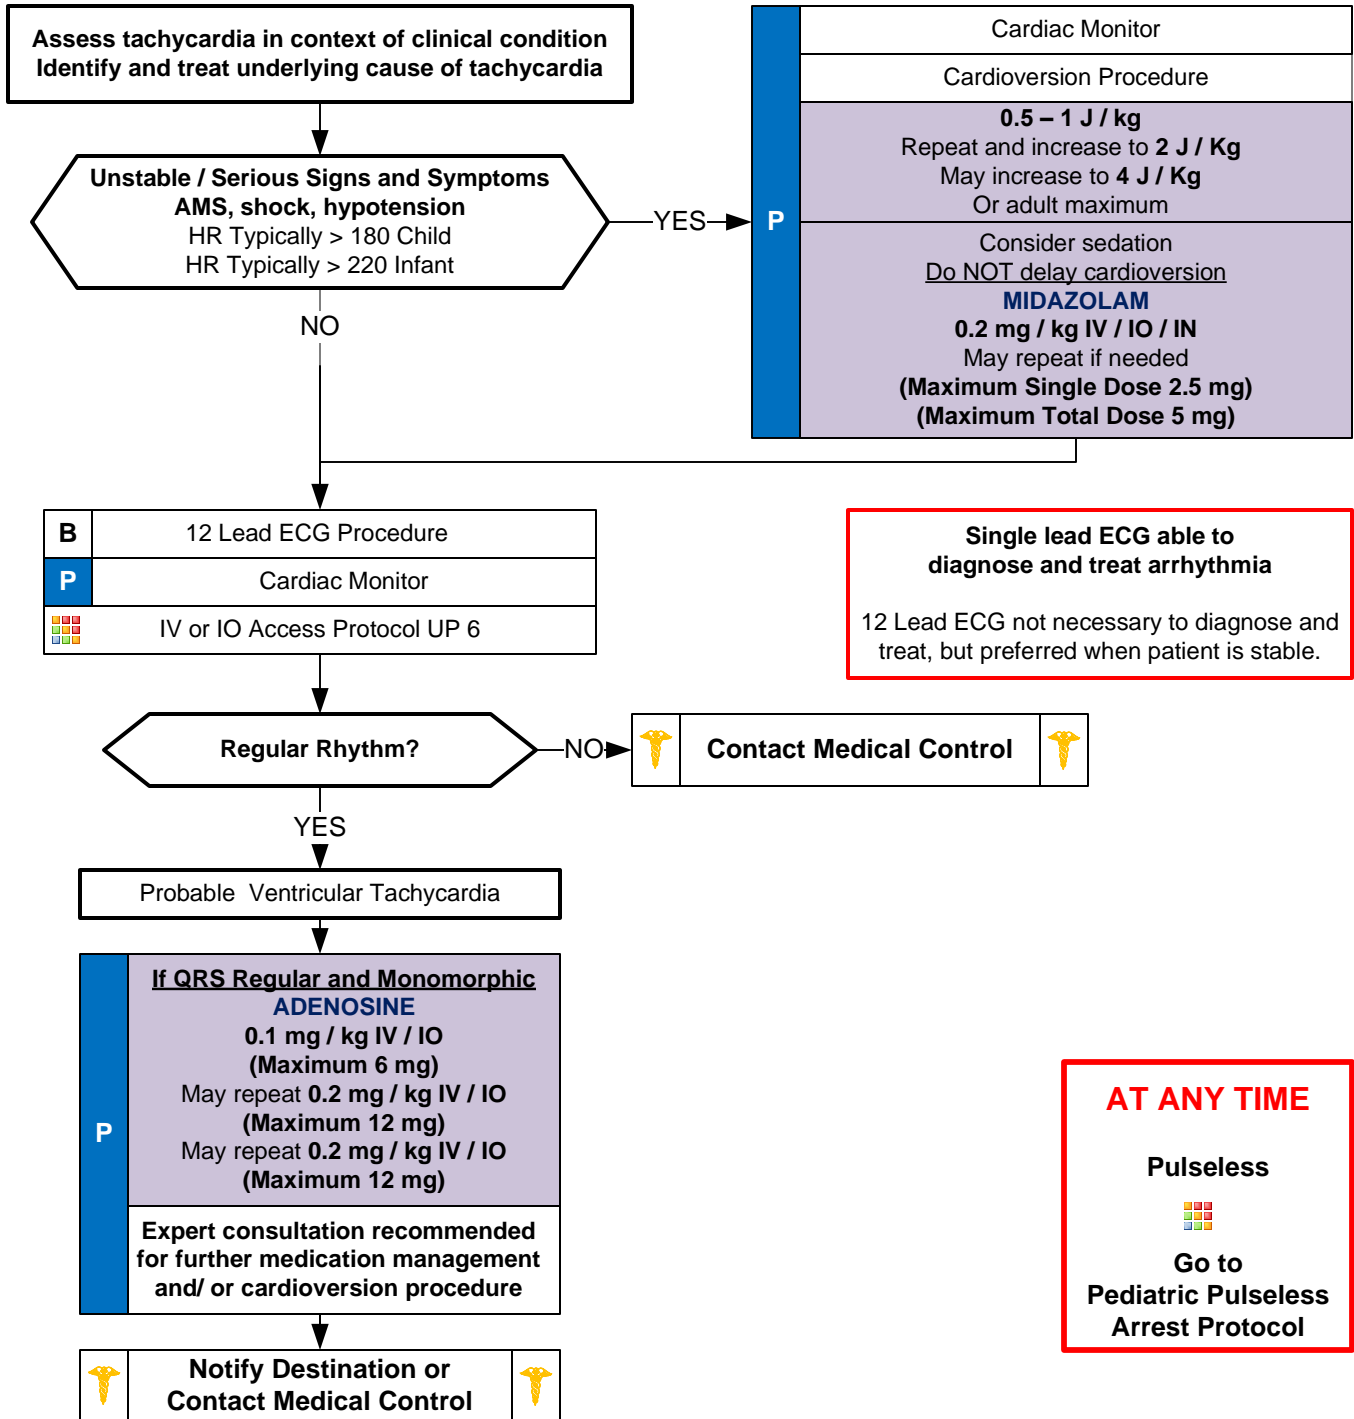 Assess tachycardia in context of clinical condition
Identify and treat underlying cause of tachycardia
Unstable / Serious Signs and Symptoms
AMS, shock, hypotension
HR Typically > 180 Child
HR Typically > 220 Infant
YES
NO
P
Cardiac Monitor
Cardioversion Procedure
0.5 – 1 J / kg
Repeat and increase to 2 J / Kg
May increase to 4 J / Kg
Or adult maximum
Consider sedation
Do NOT delay cardioversion
MIDAZOLAM
0.2 mg / kg IV / IO / IN
May repeat if needed
(Maximum Single Dose 2.5 mg)
(Maximum Total Dose 5 mg)
B
12 Lead ECG Procedure
P
Cardiac Monitor
IV or IO Access Protocol UP 6
Single lead ECG able to
diagnose and treat arrhythmia
12 Lead ECG not necessary to diagnose and
treat, but preferred when patient is stable.
Regular Rhythm?
NO
Contact Medical Control
YES
Probable Ventricular Tachycardia
P
If QRS Regular and Monomorphic
ADENOSINE
0.1 mg / kg IV / IO
(Maximum 6 mg)
May repeat 0.2 mg / kg IV / IO
(Maximum 12 mg)
May repeat 0.2 mg / kg IV / IO
(Maximum 12 mg)
Expert consultation recommended
for further medication management
and/ or cardioversion procedure
Notify Destination or
Contact Medical Control
AT ANY TIME
Pulseless
Go to
Pediatric Pulseless
Arrest Protocol